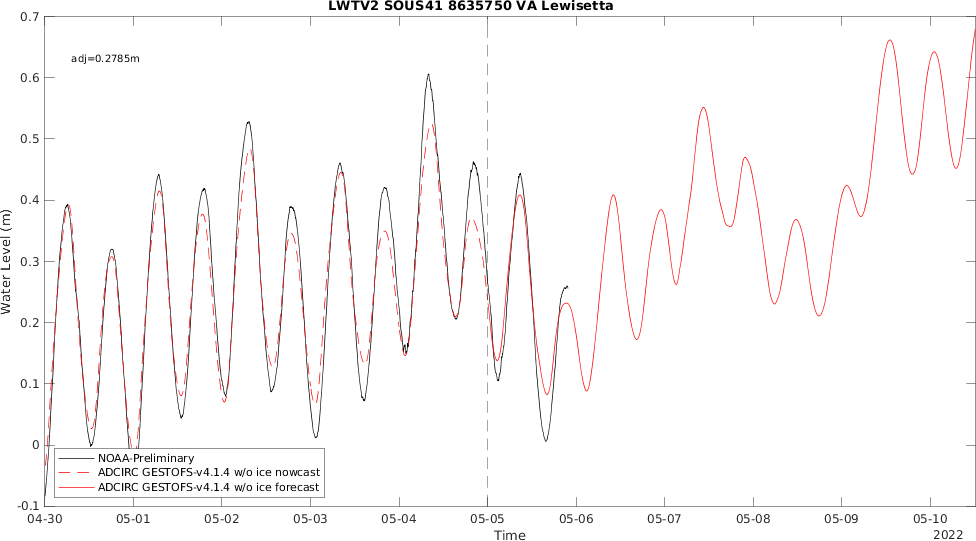 LWTV2 SOUS41 8635750 VA Lewisetta
adj=0.2785m
Water Level (m)
0.7
0.6
0.5
0.4
0.3
0.2
0.1
0
-0.1
NOAA-Preliminary
ADCIRC GESTOFS-v4.1.4 w/o ice nowcast
ADCIRC GESTOFS-v4.1.4 w/o ice forecast
04-30 05-01 05-02 05-03 05-04 05-05 05-06 05-07 05-08 05-09 05-10
Time
2022